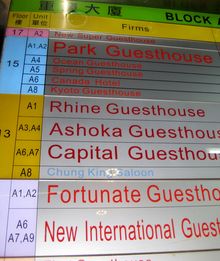 大廈
BLOCK
Floor Unit Firms
樓 單位
17 A2 New Super Guesthouse
15
A1,A2 Park Guesthouse
A4 Ocean Guesthouse
A5 Spring Guesthouse
A6 Canada Hotel
A8 Kyoto Guesthouse
13
A1 Rhine Guesthouse
A3,A4 Ashoka Guesthous
A6,A7 Capital Guesthouse
A8 Chung King Saloon
A1,A2 Fortunate Guestho
A6
A7,A9 New International Guest